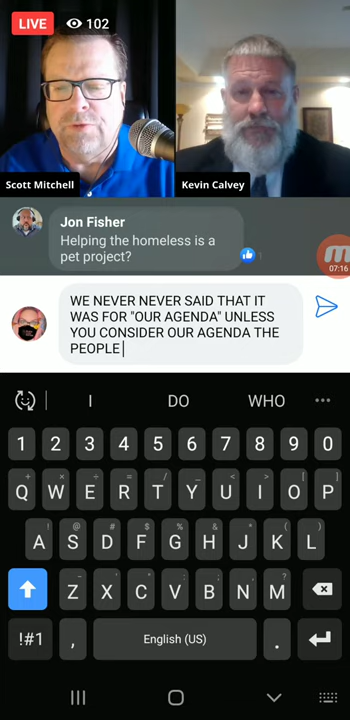 LIVE 102
Scott Mitchell
Kevin Calvey
Jon Fisher
Helping the homeless is a
pet project?
1
07:16
WE NEVER NEVER SAID THAT IT
WAS FOR "OUR AGENDA" UNLESS
YOU CONSIDER OUR AGENDA THE
PEOPLE
I DO WHO
1 2 3 4 5 6 7 8 9 0
+ × ÷ = / _ < > [ ]
Q W E R T Y U I O P
! @ # $ % ^ & * ( )
A S D F G H J K L
- ' " : ; , ?
Z X C V B N M
!#1 , English (US) .